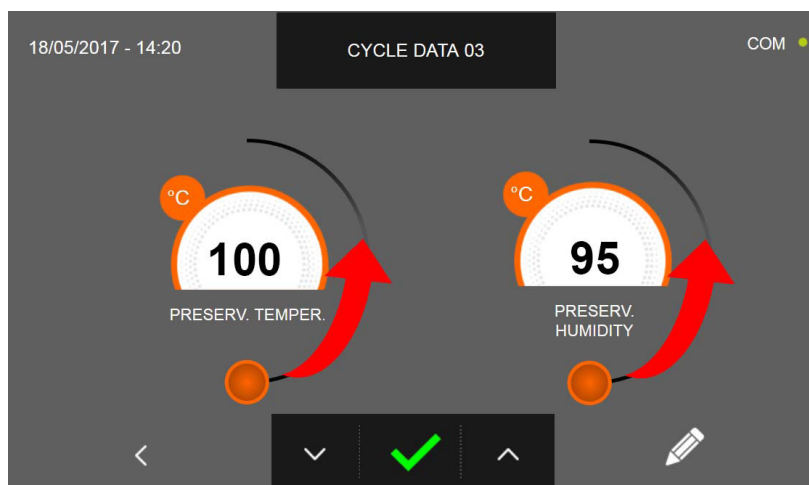 18/05/2017 - 14:20
CYCLE DATA 03
COM
°C
100
PRESERV. TEMPER.
°C
95
PRESERV.
HUMIDITY